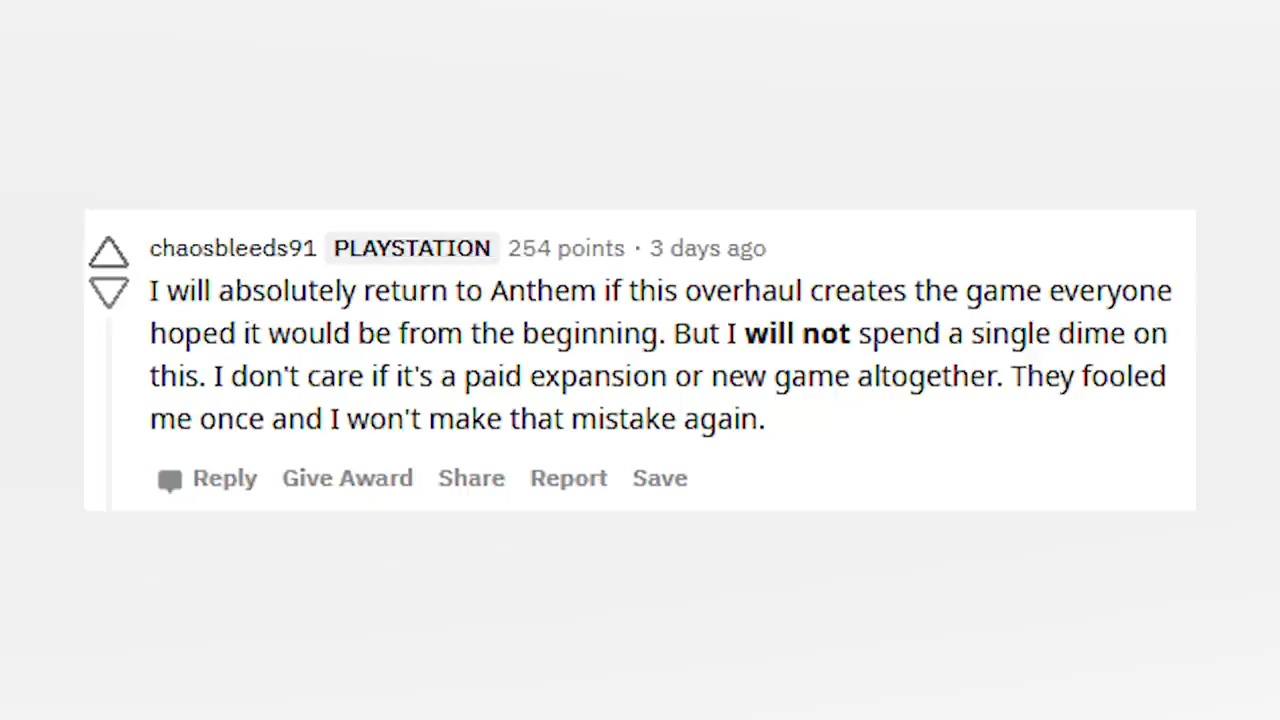 chaosbleeds91 PLAYSTATION 254 points · 3 days ago
I will absolutely return to Anthem if this overhaul creates the game everyone
hoped it would be from the beginning. But I will not spend a single dime on
this. I don't care if it's a paid expansion or new game altogether. They fooled
me once and I won't make that mistake again.
Reply Give Award Share Report Save